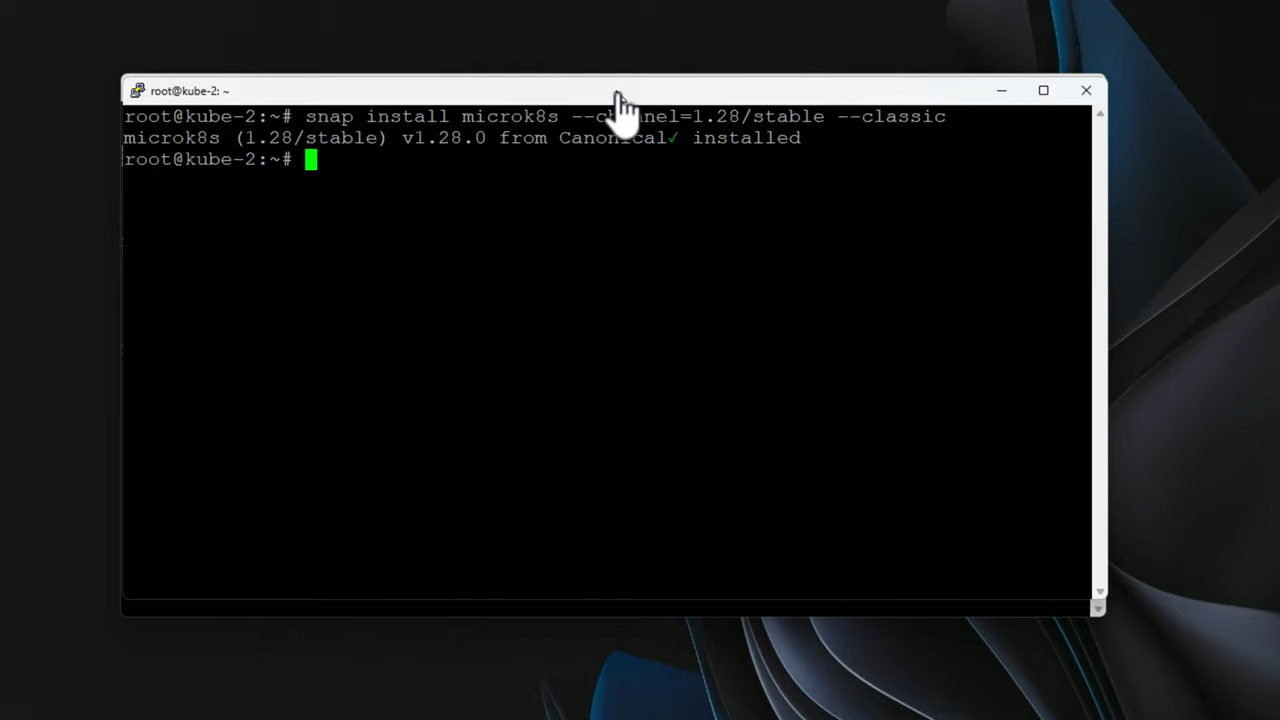 root@kube-2: ~
root@kube-2:~# snap install microk8s --channel=1.28/stable --classic
microk8s (1.28/stable) v1.28.0 from Canonical✓ installed
root@kube-2:~#